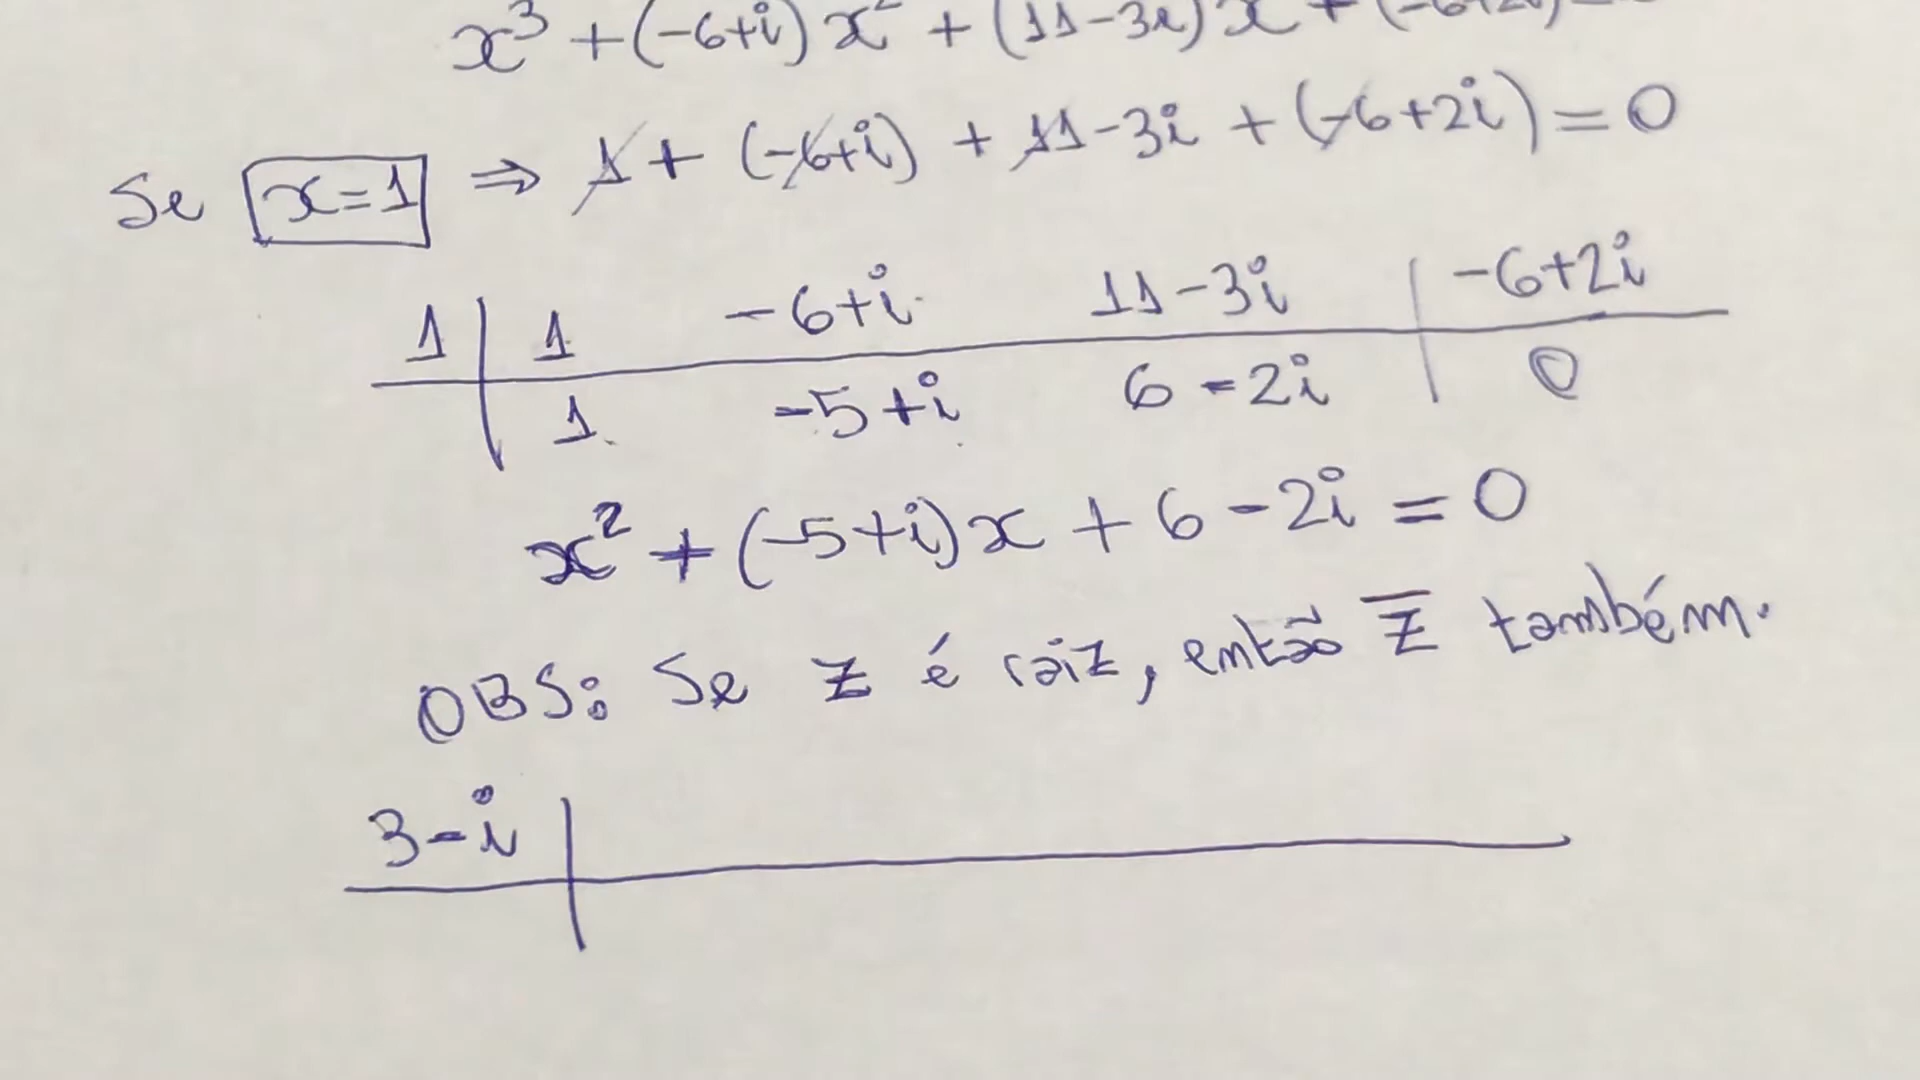 x³ + (-6+i) x² + (11-3i) x + (-6+2i)
Se x=1 ⇒ 1 + (-6+i) + 11-3i + (-6+2i) = 0
1 | 1 -6+i 11-3i | -6+2i
1 -5+i 6-2i | 0
x² + (-5+i)x + 6-2i = 0
OBS: Se z é raiz, então z̅ também.
3-i |